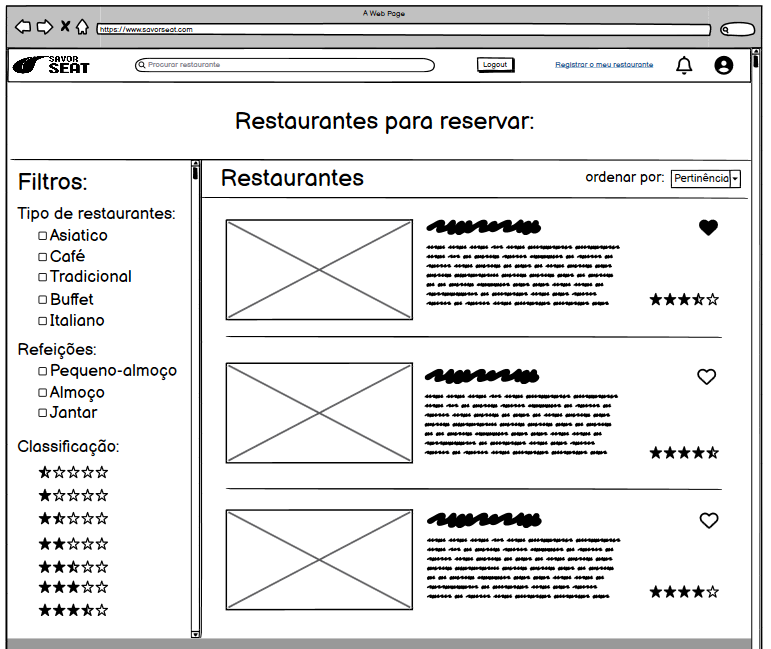 A Web Page
https://www.savorseat.com
SAVOR
SEAT
Procurar restaurante
Logout
Registrar o meu restaurante
Restaurantes para reservar:
Filtros:
Tipo de restaurantes:
Asiatico
Café
Tradicional
Buffet
Italiano
Refeições:
Pequeno-almoço
Almoço
Jantar
Classificação:
Restaurantes
ordenar por:
Pertinência